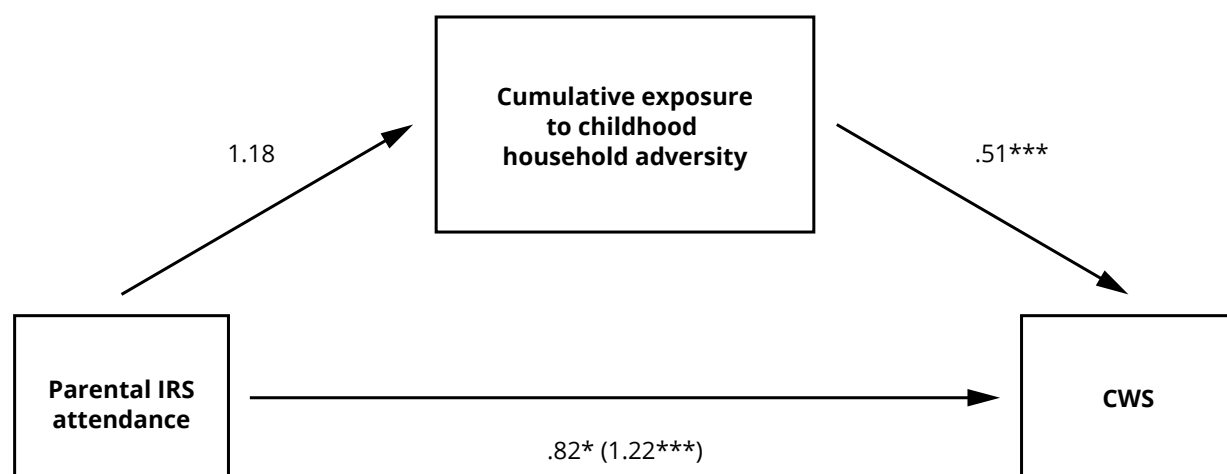 Cumulative exposure
to childhood
household adversity
1.18
.51***
Parental IRS
attendance
CWS
.82* (1.22***)